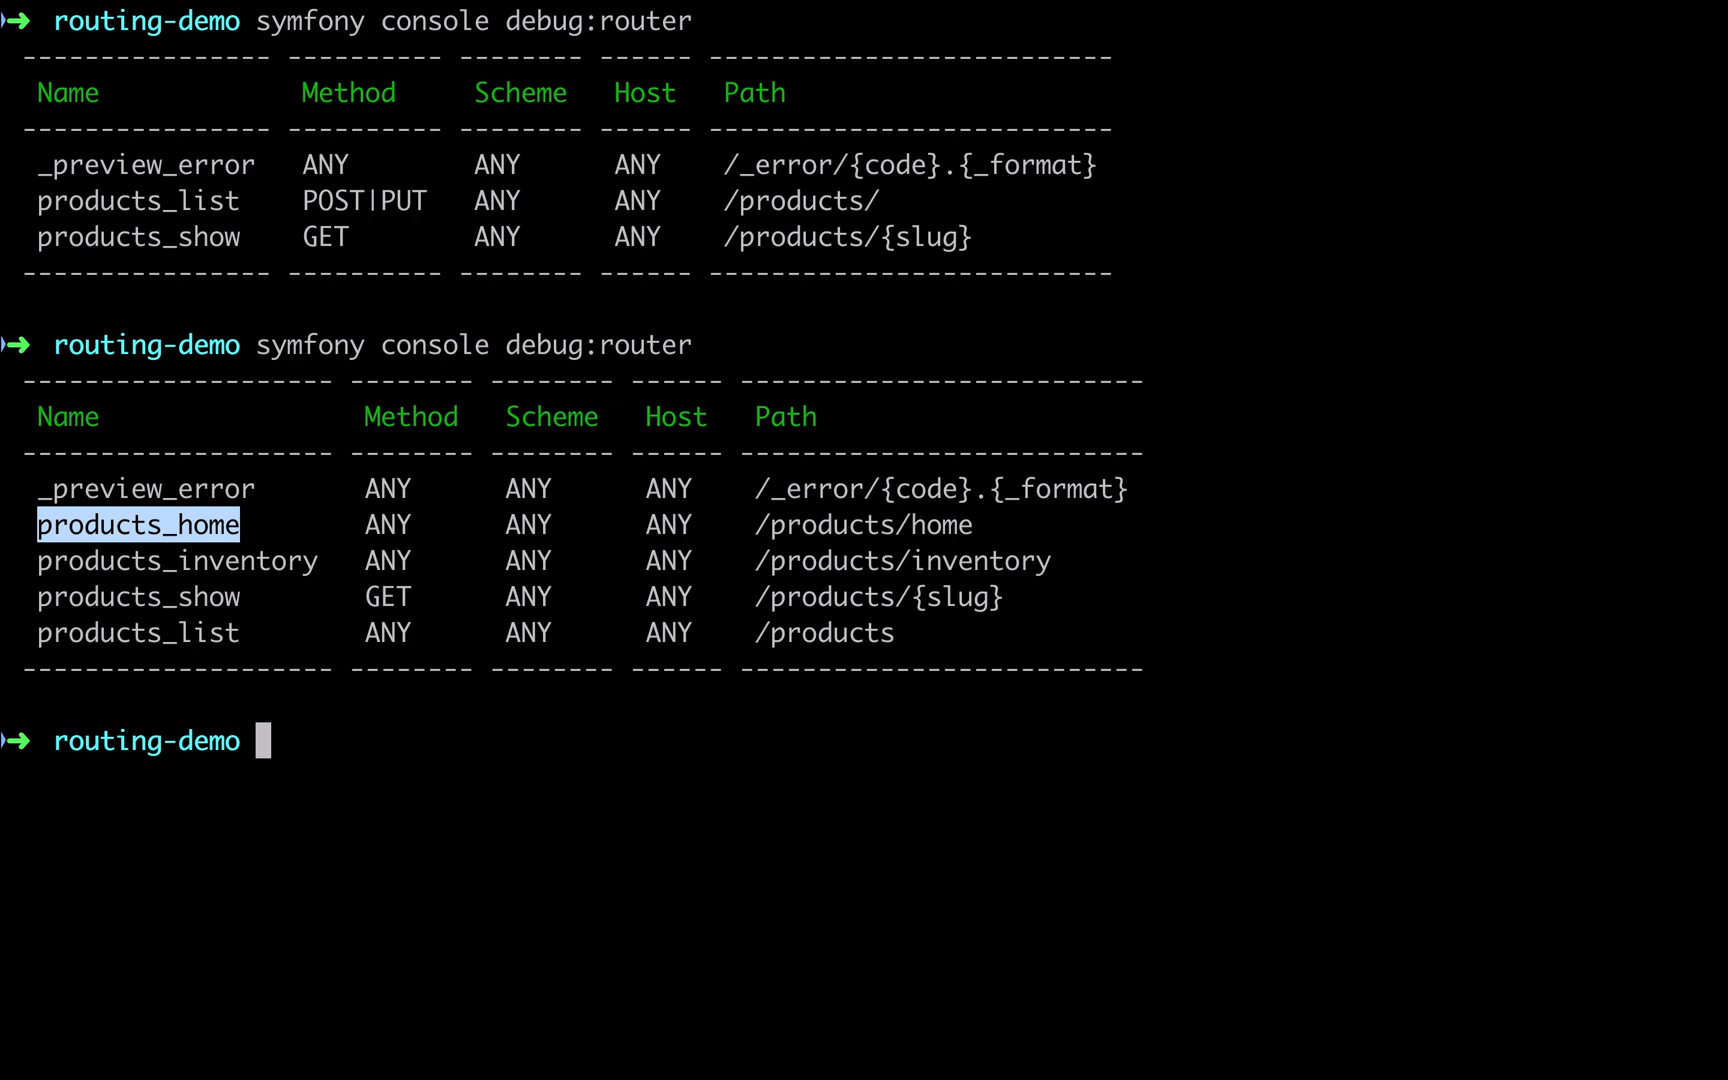 ➜ routing-demo symfony console debug:router
---------------- ---------- -------- ------ --------------------------
Name Method Scheme Host Path
---------------- ---------- -------- ------ --------------------------
_preview_error ANY ANY ANY /_error/{code}.{_format}
products_list POST|PUT ANY ANY /products/
products_show GET ANY ANY /products/{slug}
---------------- ---------- -------- ------ --------------------------
➜ routing-demo symfony console debug:router
-------------------- -------- -------- ------ --------------------------
Name Method Scheme Host Path
-------------------- -------- -------- ------ --------------------------
_preview_error ANY ANY ANY /_error/{code}.{_format}
products_home ANY ANY ANY /products/home
products_inventory ANY ANY ANY /products/inventory
products_show GET ANY ANY /products/{slug}
products_list ANY ANY ANY /products
-------------------- -------- -------- ------ --------------------------
➜ routing-demo